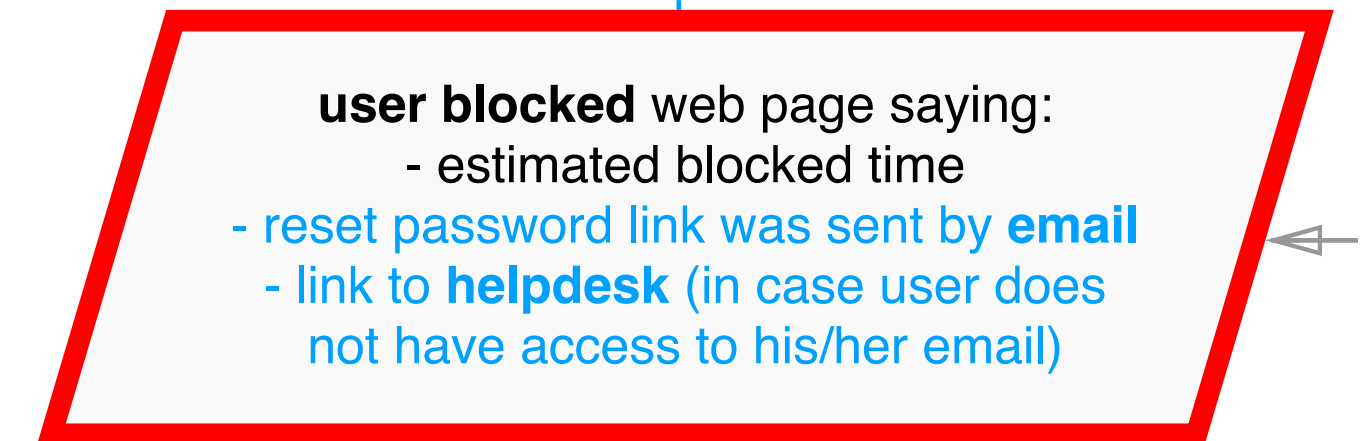 user blocked web page saying:
- estimated blocked time
- reset password link was sent by email
- link to helpdesk (in case user does
not have access to his/her email)